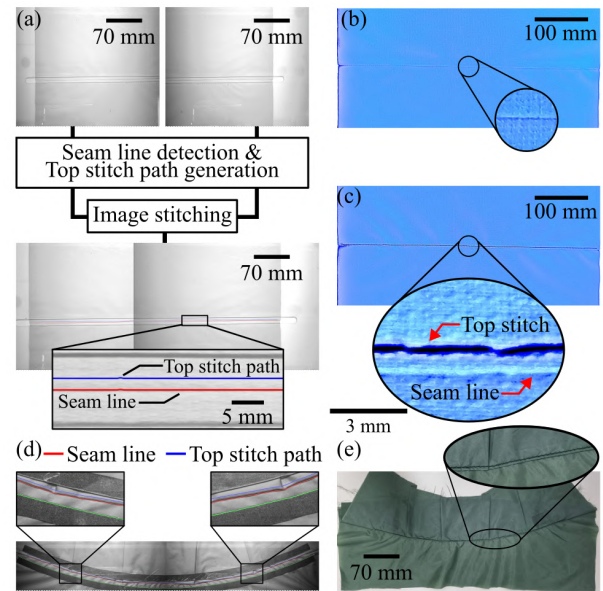 (a)
70 mm
70 mm
Seam line detection &
Top stitch path generation
Image stitching
70 mm
Top stitch path
Seam line
5 mm
(b)
100 mm
(c)
100 mm
Top stitch
Seam line
3 mm
(d)
Seam line
Top stitch path
(e)
70 mm